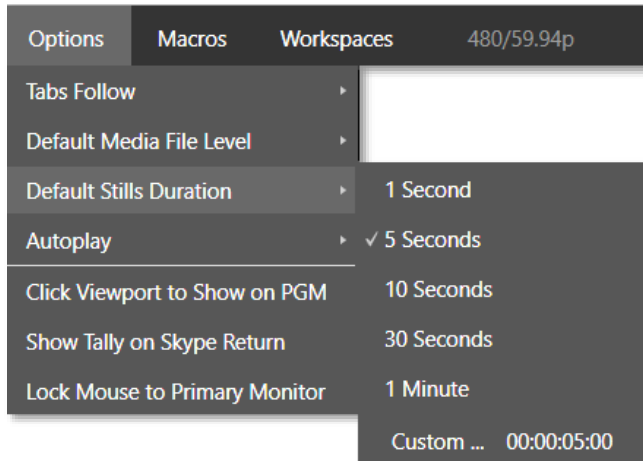 Options Macros Workspaces 480/59.94p
Tabs Follow
Default Media File Level
Default Stills Duration
Autoplay
Click Viewport to Show on PGM
Show Tally on Skype Return
Lock Mouse to Primary Monitor
1 Second
✓ 5 Seconds
10 Seconds
30 Seconds
1 Minute
Custom ... 00:00:05:00